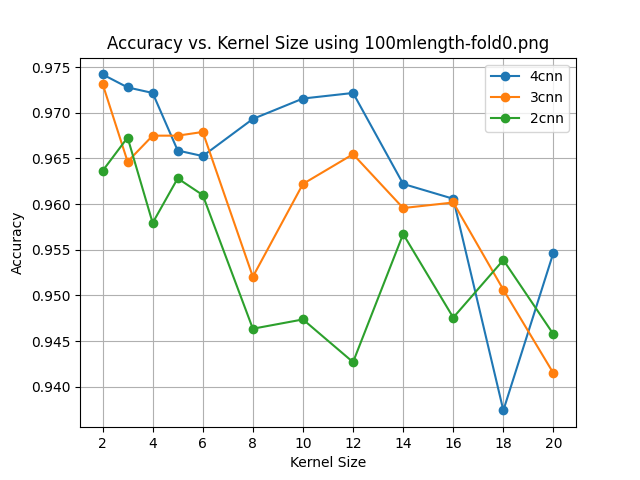 Accuracy vs. Kernel Size using 100mlength-fold0.png
4cnn
3cnn
2cnn
0.975
0.970
0.965
0.960
0.955
0.950
0.945
0.940
Accuracy
2 4 6 8 10 12 14 16 18 20
Kernel Size